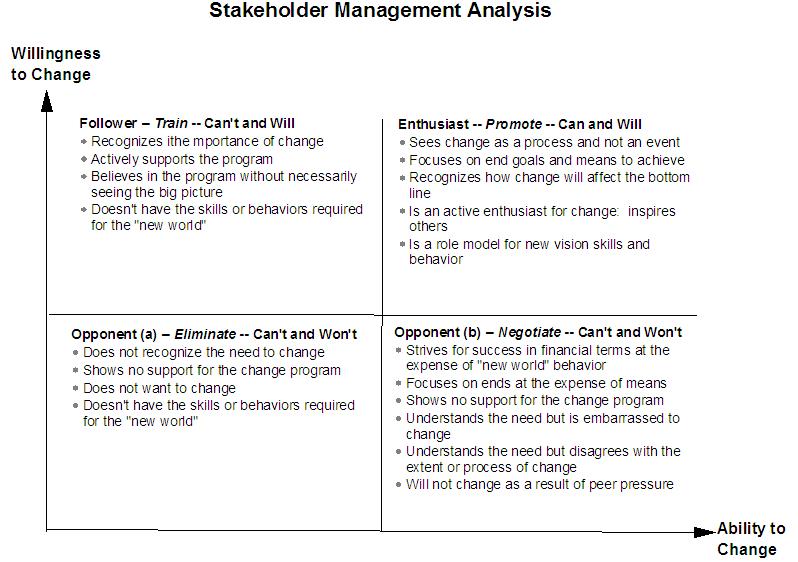 Stakeholder Management Analysis
Willingness
to Change
Follower – Train -- Can't and Will
• Recognizes ithe mportance of change
• Actively supports the program
• Believes in the program without necessarily
seeing the big picture
• Doesn't have the skills or behaviors required
for the "new world"
Enthusiast -- Promote -- Can and Will
• Sees change as a process and not an event
• Focuses on end goals and means to achieve
• Recognizes how change will affect the bottom
line
• Is an active enthusiast for change: inspires
others
• Is a role model for new vision skills and
behavior
Opponent (a) – Eliminate -- Can't and Won't
• Does not recognize the need to change
• Shows no support for the change program
• Does not want to change
• Doesn't have the skills or behaviors required
for the "new world"
Opponent (b) – Negotiate -- Can't and Won't
• Strives for success in financial terms at the
expense of "new world" behavior
• Focuses on ends at the expense of means
• Shows no support for the change program
• Understands the need but is embarrassed to
change
• Understands the need but disagrees with the
extent or process of change
• Will not change as a result of peer pressure
Ability to
Change